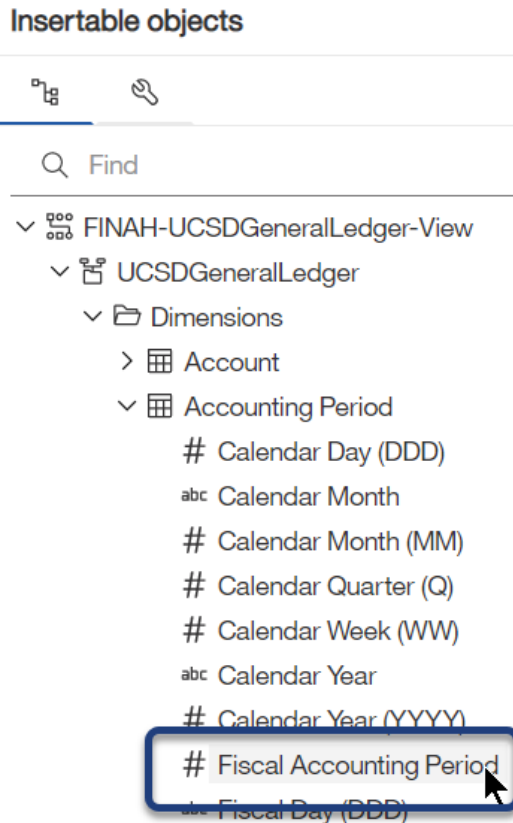 Insertable objects
Find
FINAH-UCSDGeneralLedger-View
UCSDGeneralLedger
Dimensions
Account
Accounting Period
# Calendar Day (DDD)
abc Calendar Month
# Calendar Month (MM)
# Calendar Quarter (Q)
# Calendar Week (WW)
abc Calendar Year
# Calendar Year (YYYY)
# Fiscal Accounting Period
abc Fiscal Day (DDD)